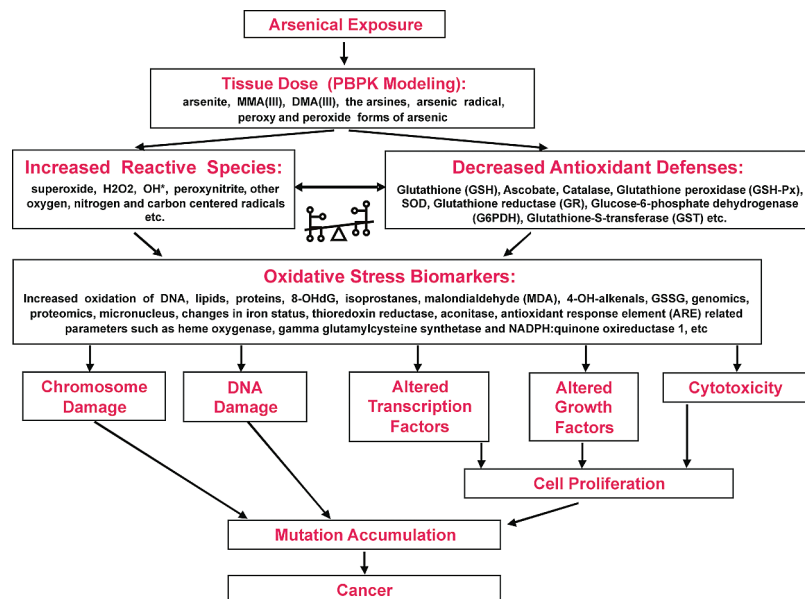 Arsenical Exposure
Tissue Dose (PBPK Modeling):
arsenite, MMA(III), DMA(III), the arsines, arsenic radical,
peroxy and peroxide forms of arsenic
Increased Reactive Species:
superoxide, H2O2, OH*, peroxynitrite, other
oxygen, nitrogen and carbon centered radicals
etc.
Decreased Antioxidant Defenses:
Glutathione (GSH), Ascobate, Catalase, Glutathione peroxidase (GSH-Px),
SOD, Glutathione reductase (GR), Glucose-6-phosphate dehydrogenase
(G6PDH), Glutathione-S-transferase (GST) etc.
Oxidative Stress Biomarkers:
Increased oxidation of DNA, lipids, proteins, 8-OHdG, isoprostanes, malondialdehyde (MDA), 4-OH-alkenals, GSSG, genomics,
proteomics, micronucleus, changes in iron status, thioredoxin reductase, aconitase, antioxidant response element (ARE) related
parameters such as heme oxygenase, gamma glutamylcysteine synthetase and NADPH:quinone oxireductase 1, etc
Chromosome
Damage
DNA
Damage
Altered
Transcription
Factors
Altered
Growth
Factors
Cytotoxicity
Cell Proliferation
Mutation Accumulation
Cancer